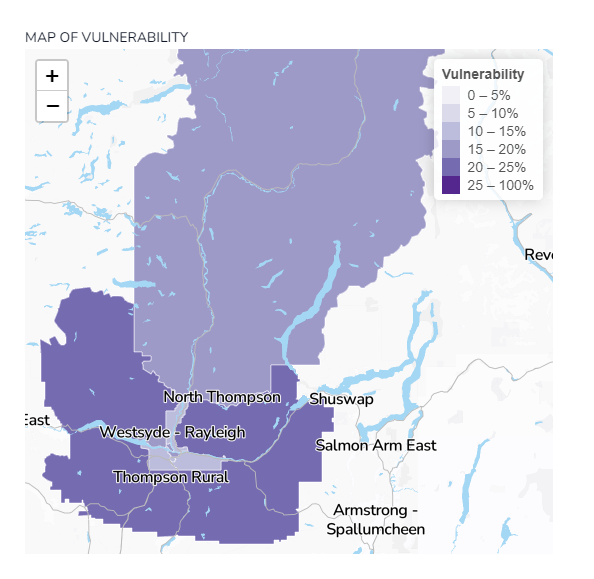 MAP OF VULNERABILITY
+
−
Vulnerability
0 – 5%
5 – 10%
10 – 15%
15 – 20%
20 – 25%
25 – 100%
Reve
North Thompson
Shuswap
East
Westsyde - Rayleigh
Salmon Arm East
Thompson Rural
Armstrong -
Spallumcheen